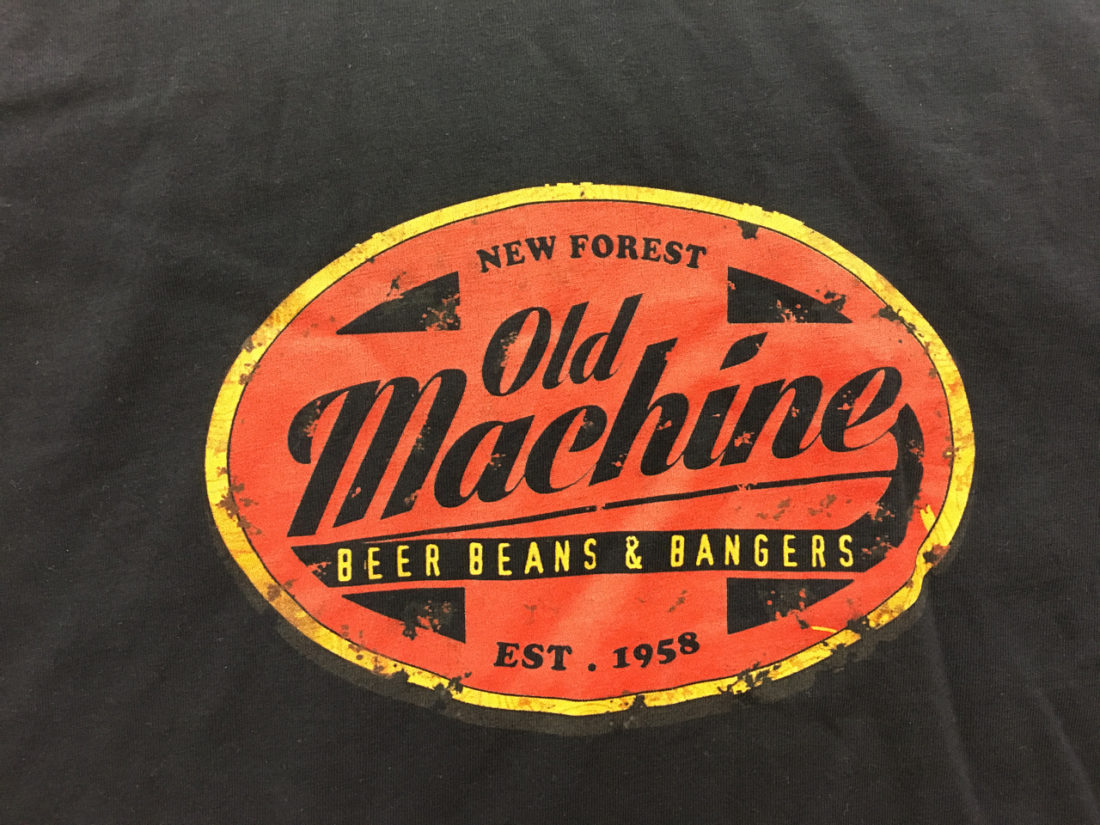 NEW FOREST
Old
Machine
BEER BEANS & BANGERS
EST . 1958